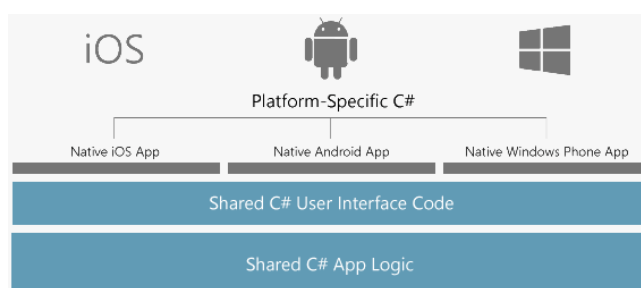 iOS
Platform-Specific C#
Native iOS App
Native Android App
Native Windows Phone App
Shared C# User Interface Code
Shared C# App Logic